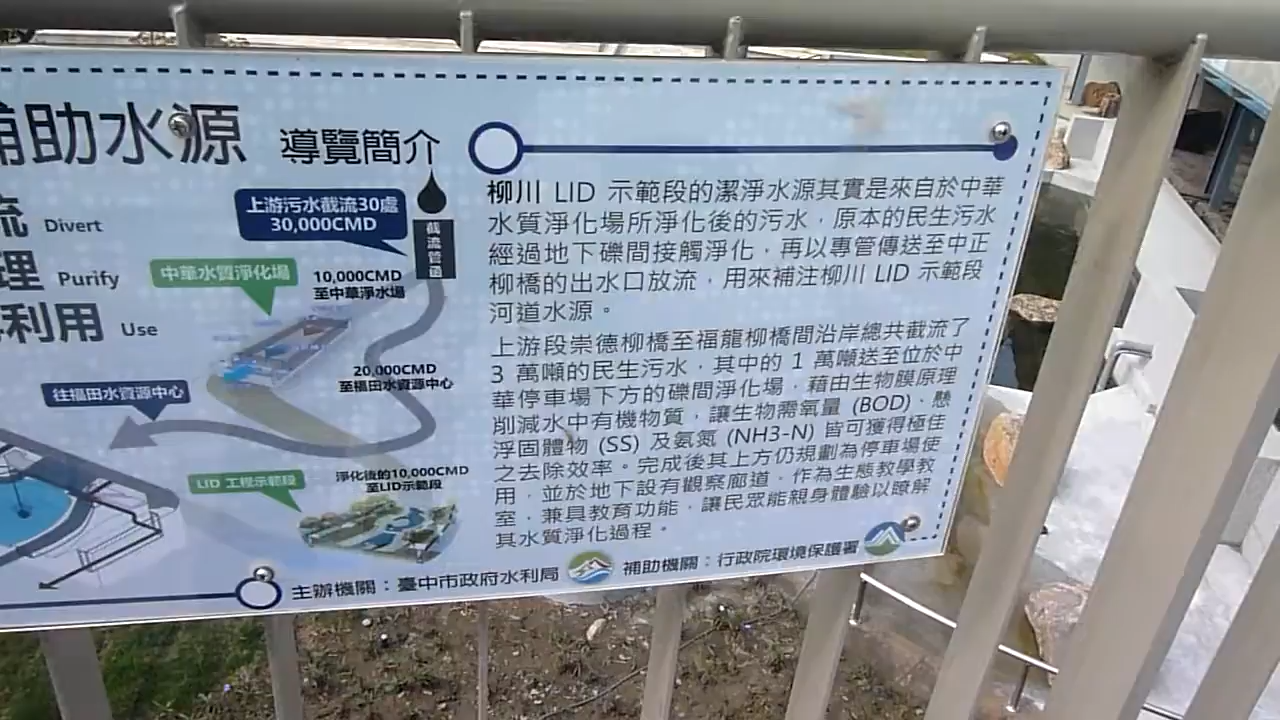 補助水源 導覽簡介
流 Divert
理 Purify
再利用 Use
上游污水截流30處
30,000CMD
截流管道
中華水質淨化場
10,000CMD
至中華淨水場
20,000CMD
至福田水資源中心
往福田水資源中心
LID 工程示範段
淨化後的10,000CMD
至LID示範段
柳川 LID 示範段的潔淨水源其實是來自於中華
水質淨化場所淨化後的污水，原本的民生污水
經過地下礫間接觸淨化，再以專管傳送至中正
柳橋的出水口放流，用來補注柳川 LID 示範段
河道水源。
上游段崇德柳橋至福龍柳橋間沿岸總共截流了
3 萬噸的民生污水，其中的 1 萬噸送至位於中
華停車場下方的礫間淨化場，藉由生物膜原理
削減水中有機物質，讓生物需氧量 (BOD)、懸
浮固體物 (SS) 及氨氮 (NH3-N) 皆可獲得極佳
之去除效率。完成後其上方仍規劃為停車場使
用，並於地下設有觀察廊道，作為生態教學教
室，兼具教育功能，讓民眾能親身體驗以瞭解
其水質淨化過程。
主辦機關：臺中市政府水利局 補助機關：行政院環境保護署